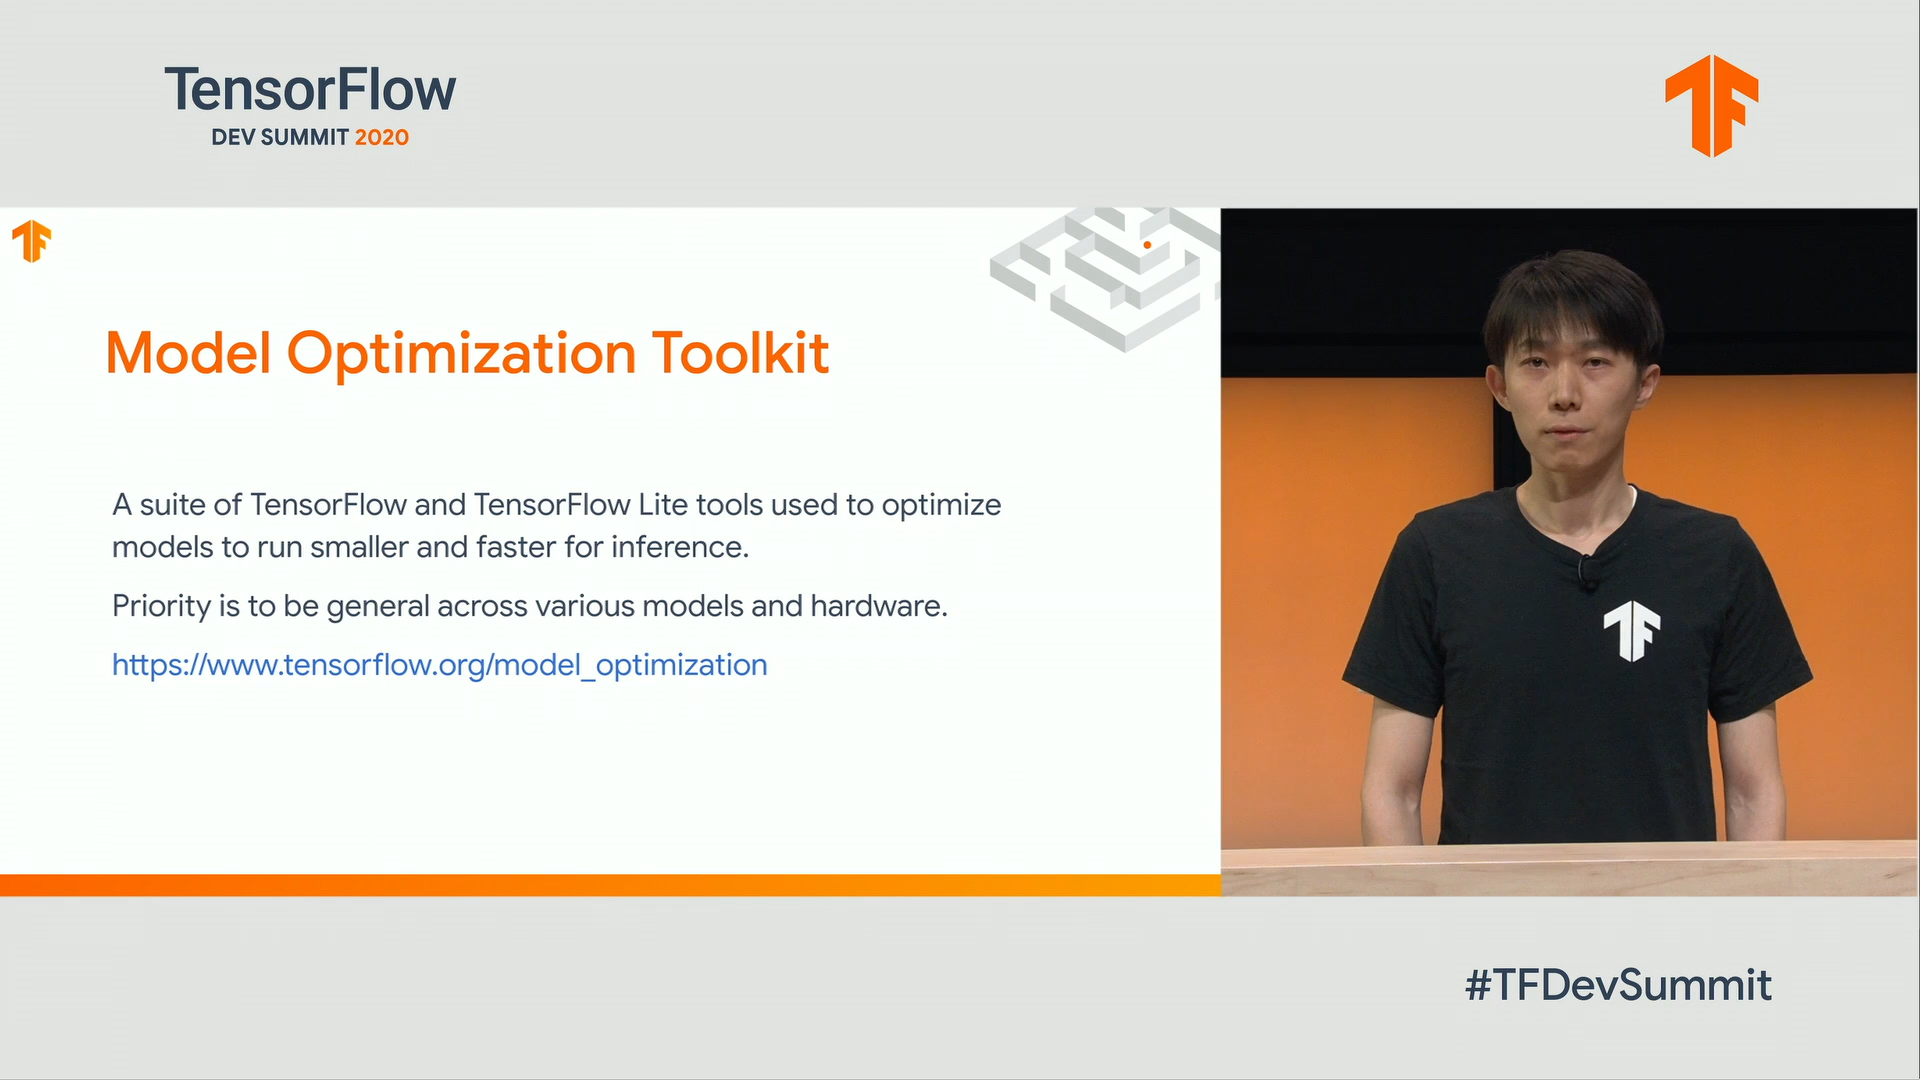 TensorFlow
DEV SUMMIT 2020
Model Optimization Toolkit
A suite of TensorFlow and TensorFlow Lite tools used to optimize
models to run smaller and faster for inference.
Priority is to be general across various models and hardware.
https://www.tensorflow.org/model_optimization
#TFDevSummit